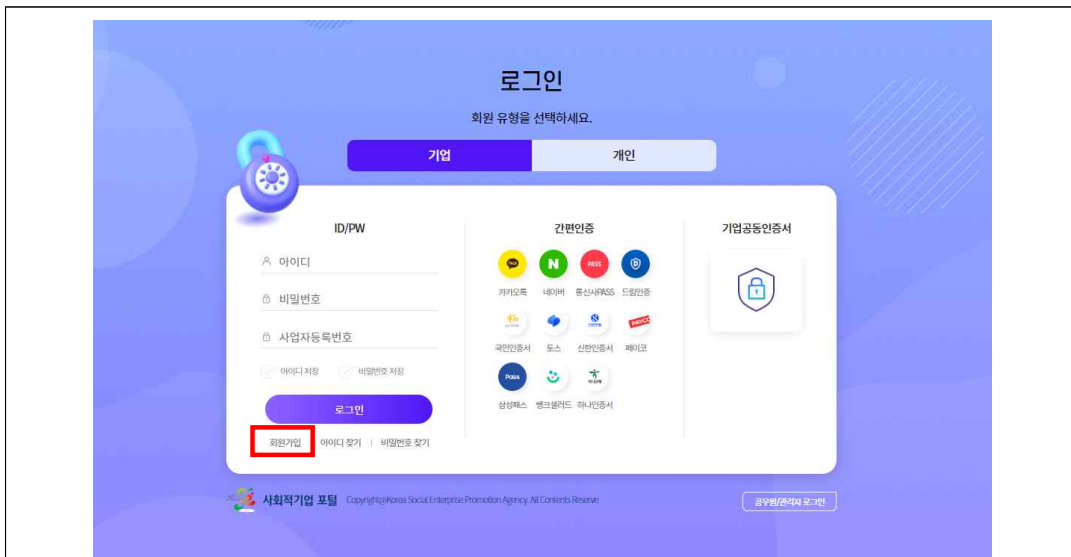 로그인
회원 유형을 선택하세요.
기업
개인
ID/PW
아이디
비밀번호
사업자등록번호
아이디 저장
비밀번호 저장
로그인
회원가입
아이디 찾기 | 비밀번호 찾기
간편인증
N
PASS
카카오톡 네이버 통신사PASS 드림인증
PAYCO
국민인증서 토스 신한인증서 페이코
Pass
삼성패스 뱅크샐러드 하나인증서
기업공동인증서
사회적기업 포털 Copyright@Korea Social Enterprise Promotion Agency. All Contents Reserve
공무원/관리자 로그인